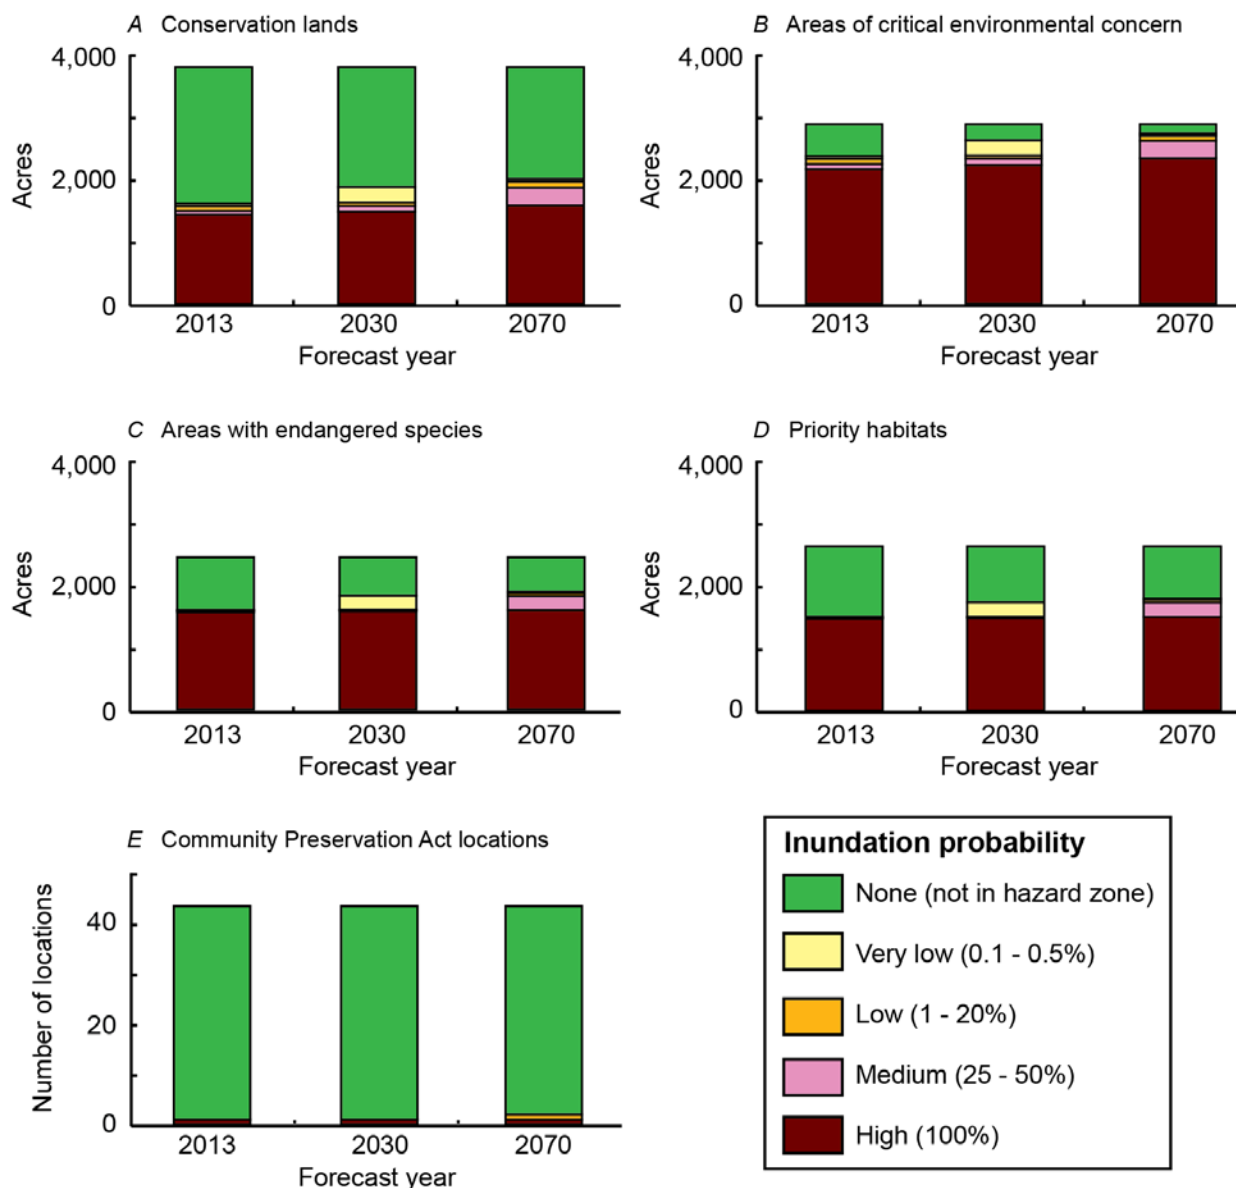 A Conservation lands
4,000
2,000
0
Acres
2013 2030 2070
Forecast year
B Areas of critical environmental concern
4,000
2,000
0
Acres
2013 2030 2070
Forecast year
C Areas with endangered species
4,000
2,000
0
Acres
2013 2030 2070
Forecast year
D Priority habitats
4,000
2,000
0
Acres
2013 2030 2070
Forecast year
E Community Preservation Act locations
40
20
0
Number of locations
2013 2030 2070
Forecast year
Inundation probability
None (not in hazard zone)
Very low (0.1 - 0.5%)
Low (1 - 20%)
Medium (25 - 50%)
High (100%)